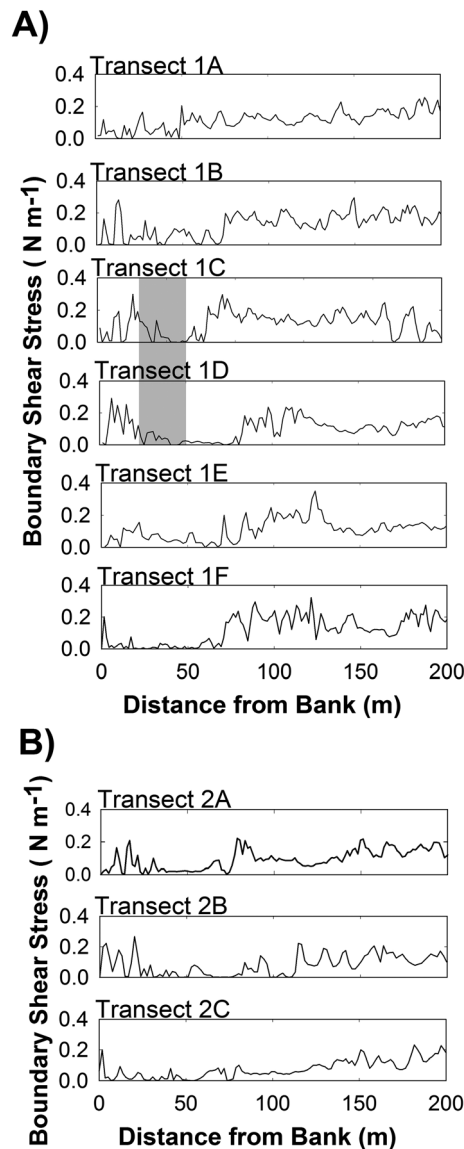 A)
Transect 1A
0.4
0.2
0.0
Transect 1B
0.4
0.2
0.0
Transect 1C
0.4
0.2
0.0
Transect 1D
0.4
0.2
0.0
Transect 1E
0.4
0.2
0.0
Transect 1F
0.4
0.2
0.0
Boundary Shear Stress ( N m-1)
0 50 100 150 200
Distance from Bank (m)
B)
Transect 2A
0.4
0.2
0.0
Transect 2B
0.4
0.2
0.0
Transect 2C
0.4
0.2
0.0
Boundary Shear Stress ( N m-1)
0 50 100 150 200
Distance from Bank (m)